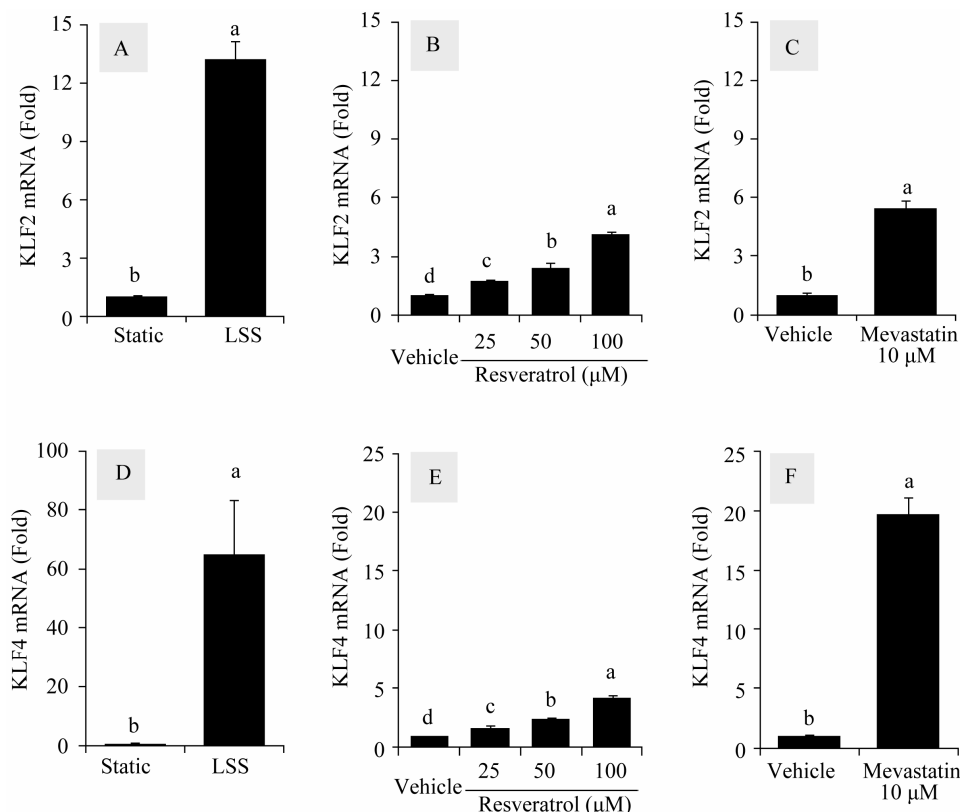 A
KLF2 mRNA (Fold)
15
12
9
6
3
0
a
b
Static LSS
B
KLF2 mRNA (Fold)
15
12
9
6
3
0
d c b a
Vehicle 25 50 100
Resveratrol (μM)
C
KLF2 mRNA (Fold)
15
12
9
6
3
0
a
b
Vehicle Mevastatin
10 μM
D
KLF4 mRNA (Fold)
100
80
60
40
20
0
a
b
Static LSS
E
KLF4 mRNA (Fold)
25
20
15
10
5
0
d c b a
Vehicle 25 50 100
Resveratrol (μM)
F
KLF4 mRNA (Fold)
25
20
15
10
5
0
a
b
Vehicle Mevastatin
10 μM